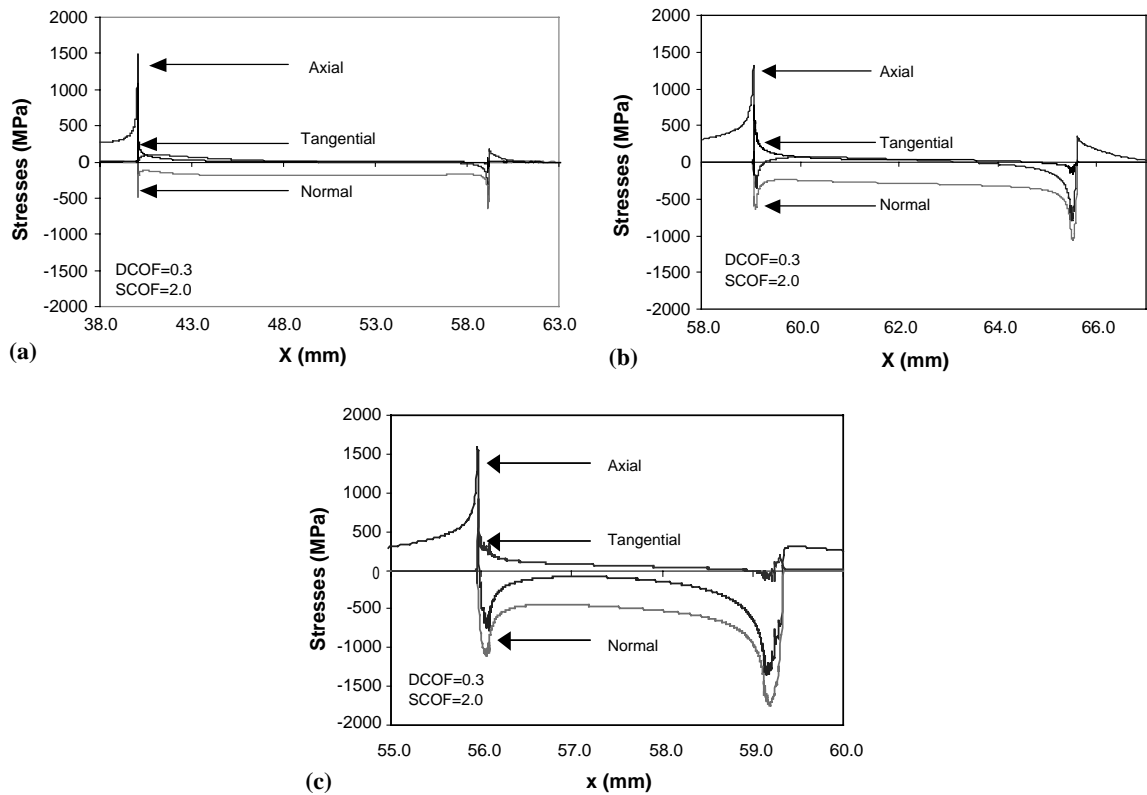 2000
1500
1000
500
0
-500
-1000
-1500
-2000
Stresses (MPa)
Axial
Tangential
Normal
DCOF=0.3
SCOF=2.0
38.0 43.0 48.0 53.0 58.0 63.0
X (mm)
(a)
2000
1500
1000
500
0
-500
-1000
-1500
-2000
Stresses (MPa)
Axial
Tangential
Normal
DCOF=0.3
SCOF=2.0
58.0 60.0 62.0 64.0 66.0
X (mm)
(b)
2000
1500
1000
500
0
-500
-1000
-1500
-2000
Stresses (MPa)
Axial
Tangential
Normal
DCOF=0.3
SCOF=2.0
55.0 56.0 57.0 58.0 59.0 60.0
x (mm)
(c)